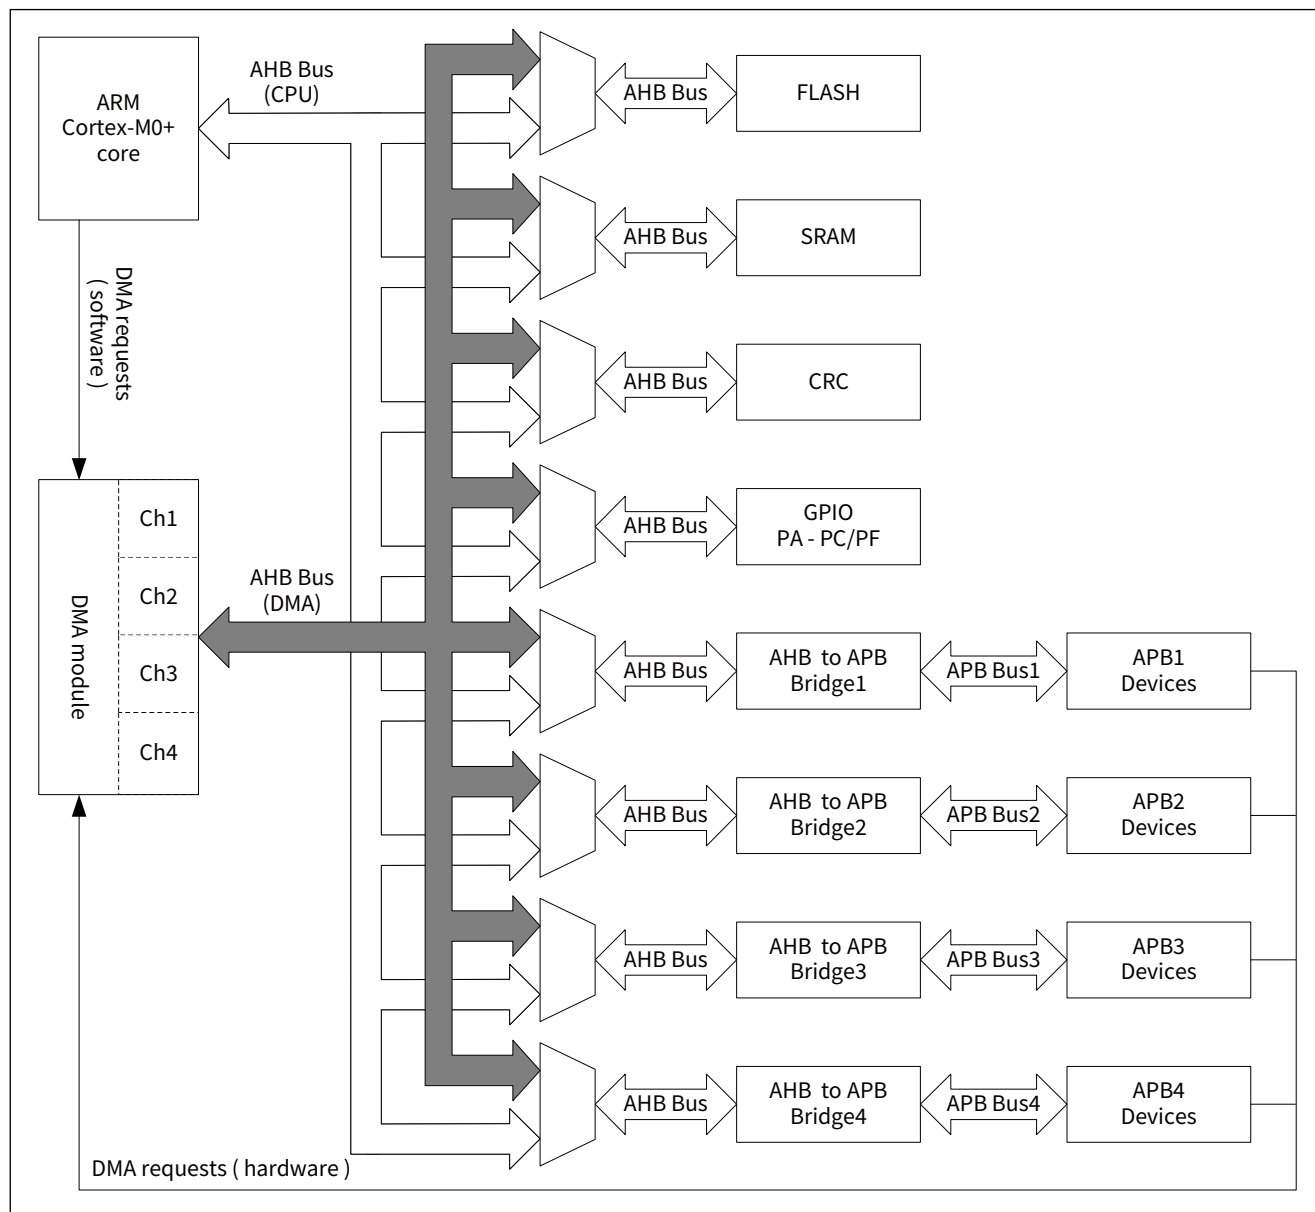 ARM
Cortex-M0+
core
AHB Bus
(CPU)
AHB Bus
FLASH
AHB Bus
SRAM
DMA requests
( software )
AHB Bus
CRC
AHB Bus
GPIO
PA - PC/PF
DMA module
Ch1
Ch2
Ch3
Ch4
AHB Bus
(DMA)
AHB Bus
AHB to APB
Bridge1
APB Bus1
APB1
Devices
AHB Bus
AHB to APB
Bridge2
APB Bus2
APB2
Devices
AHB Bus
AHB to APB
Bridge3
APB Bus3
APB3
Devices
AHB Bus
AHB to APB
Bridge4
APB Bus4
APB4
Devices
DMA requests ( hardware )